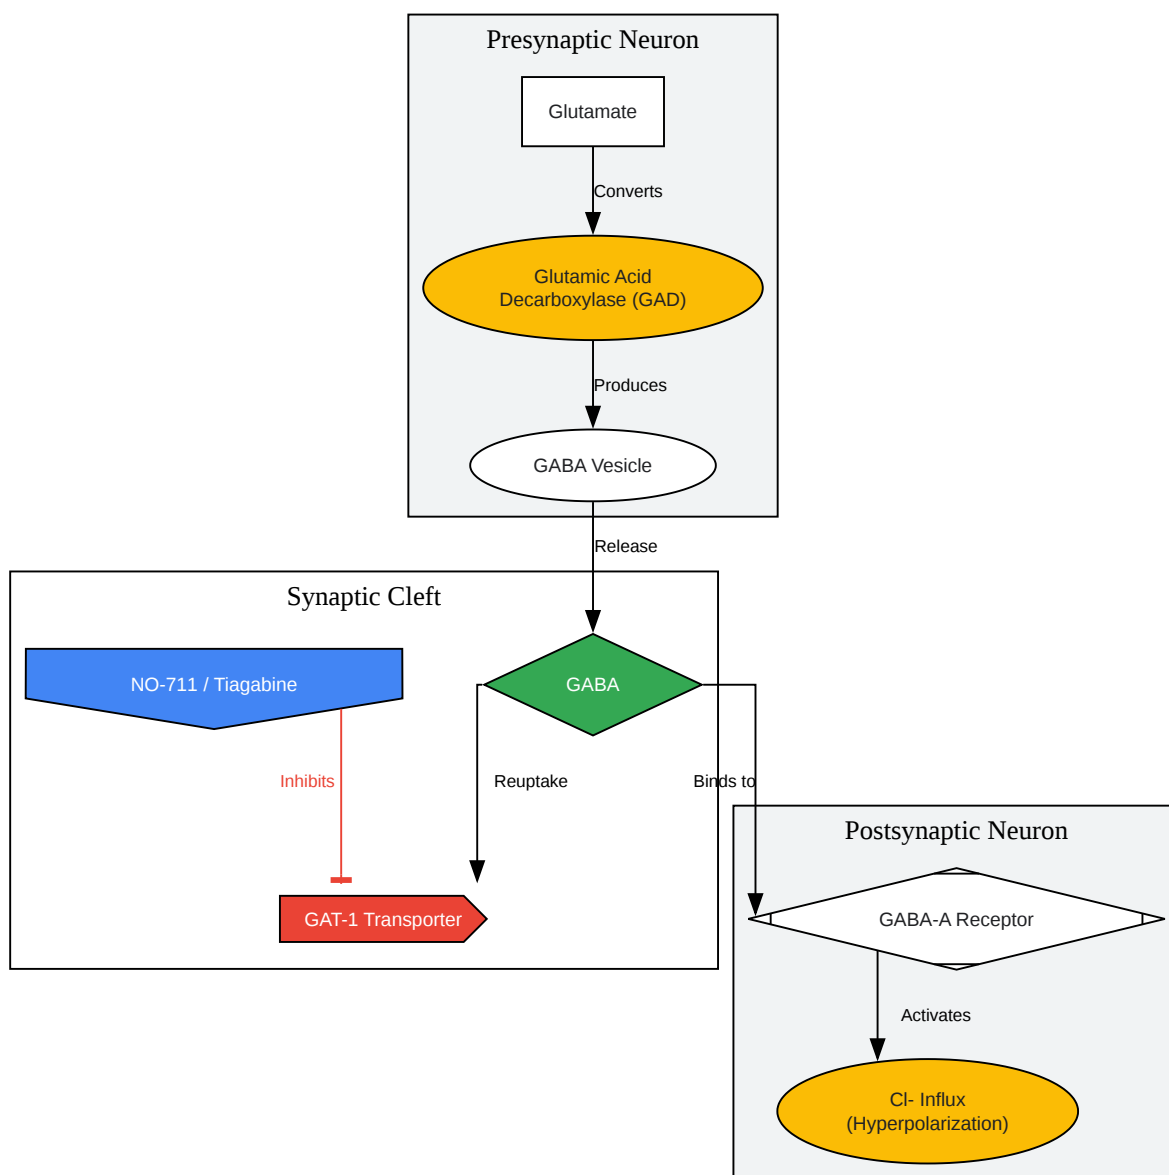 Presynaptic Neuron
Glutamate
Converts
Glutamic Acid
Decarboxylase (GAD)
Produces
GABA Vesicle
Release
Synaptic Cleft
NO-711 / Tiagabine
GABA
Inhibits
Reuptake
Binds to
GAT-1 Transporter
Postsynaptic Neuron
GABA-A Receptor
Activates
Cl- Influx
(Hyperpolarization)